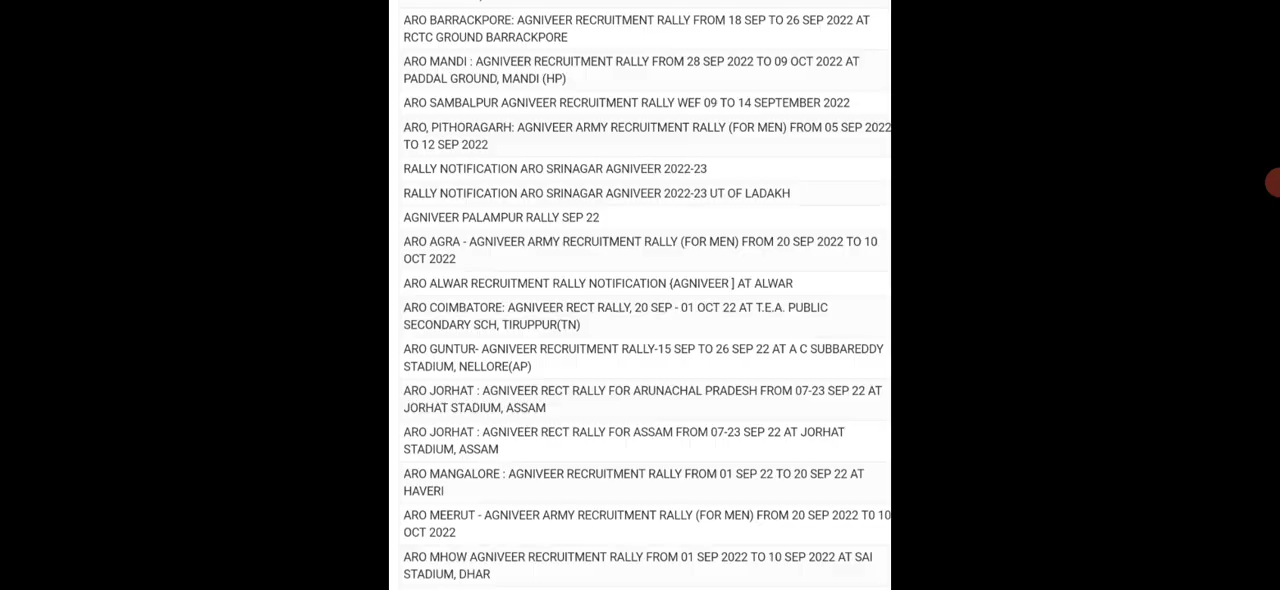 ARO BARRACKPORE: AGNIVEER RECRUITMENT RALLY FROM 18 SEP TO 26 SEP 2022 AT
RCTC GROUND BARRACKPORE
ARO MANDI : AGNIVEER RECRUITMENT RALLY FROM 28 SEP 2022 TO 09 OCT 2022 AT
PADDAL GROUND, MANDI (HP)
ARO SAMBALPUR AGNIVEER RECRUITMENT RALLY WEF 09 TO 14 SEPTEMBER 2022
ARO, PITHORAGARH: AGNIVEER ARMY RECRUITMENT RALLY (FOR MEN) FROM 05 SEP 2022
TO 12 SEP 2022
RALLY NOTIFICATION ARO SRINAGAR AGNIVEER 2022-23
RALLY NOTIFICATION ARO SRINAGAR AGNIVEER 2022-23 UT OF LADAKH
AGNIVEER PALAMPUR RALLY SEP 22
ARO AGRA - AGNIVEER ARMY RECRUITMENT RALLY (FOR MEN) FROM 20 SEP 2022 TO 10
OCT 2022
ARO ALWAR RECRUITMENT RALLY NOTIFICATION {AGNIVEER ] AT ALWAR
ARO COIMBATORE: AGNIVEER RECT RALLY, 20 SEP - 01 OCT 22 AT T.E.A. PUBLIC
SECONDARY SCH, TIRUPPUR(TN)
ARO GUNTUR- AGNIVEER RECRUITMENT RALLY-15 SEP TO 26 SEP 22 AT A C SUBBAREDDY
STADIUM, NELLORE(AP)
ARO JORHAT : AGNIVEER RECT RALLY FOR ARUNACHAL PRADESH FROM 07-23 SEP 22 AT
JORHAT STADIUM, ASSAM
ARO JORHAT : AGNIVEER RECT RALLY FOR ASSAM FROM 07-23 SEP 22 AT JORHAT
STADIUM, ASSAM
ARO MANGALORE : AGNIVEER RECRUITMENT RALLY FROM 01 SEP 22 TO 20 SEP 22 AT
HAVERI
ARO MEERUT - AGNIVEER ARMY RECRUITMENT RALLY (FOR MEN) FROM 20 SEP 2022 T0 10
OCT 2022
ARO MHOW AGNIVEER RECRUITMENT RALLY FROM 01 SEP 2022 TO 10 SEP 2022 AT SAI
STADIUM, DHAR